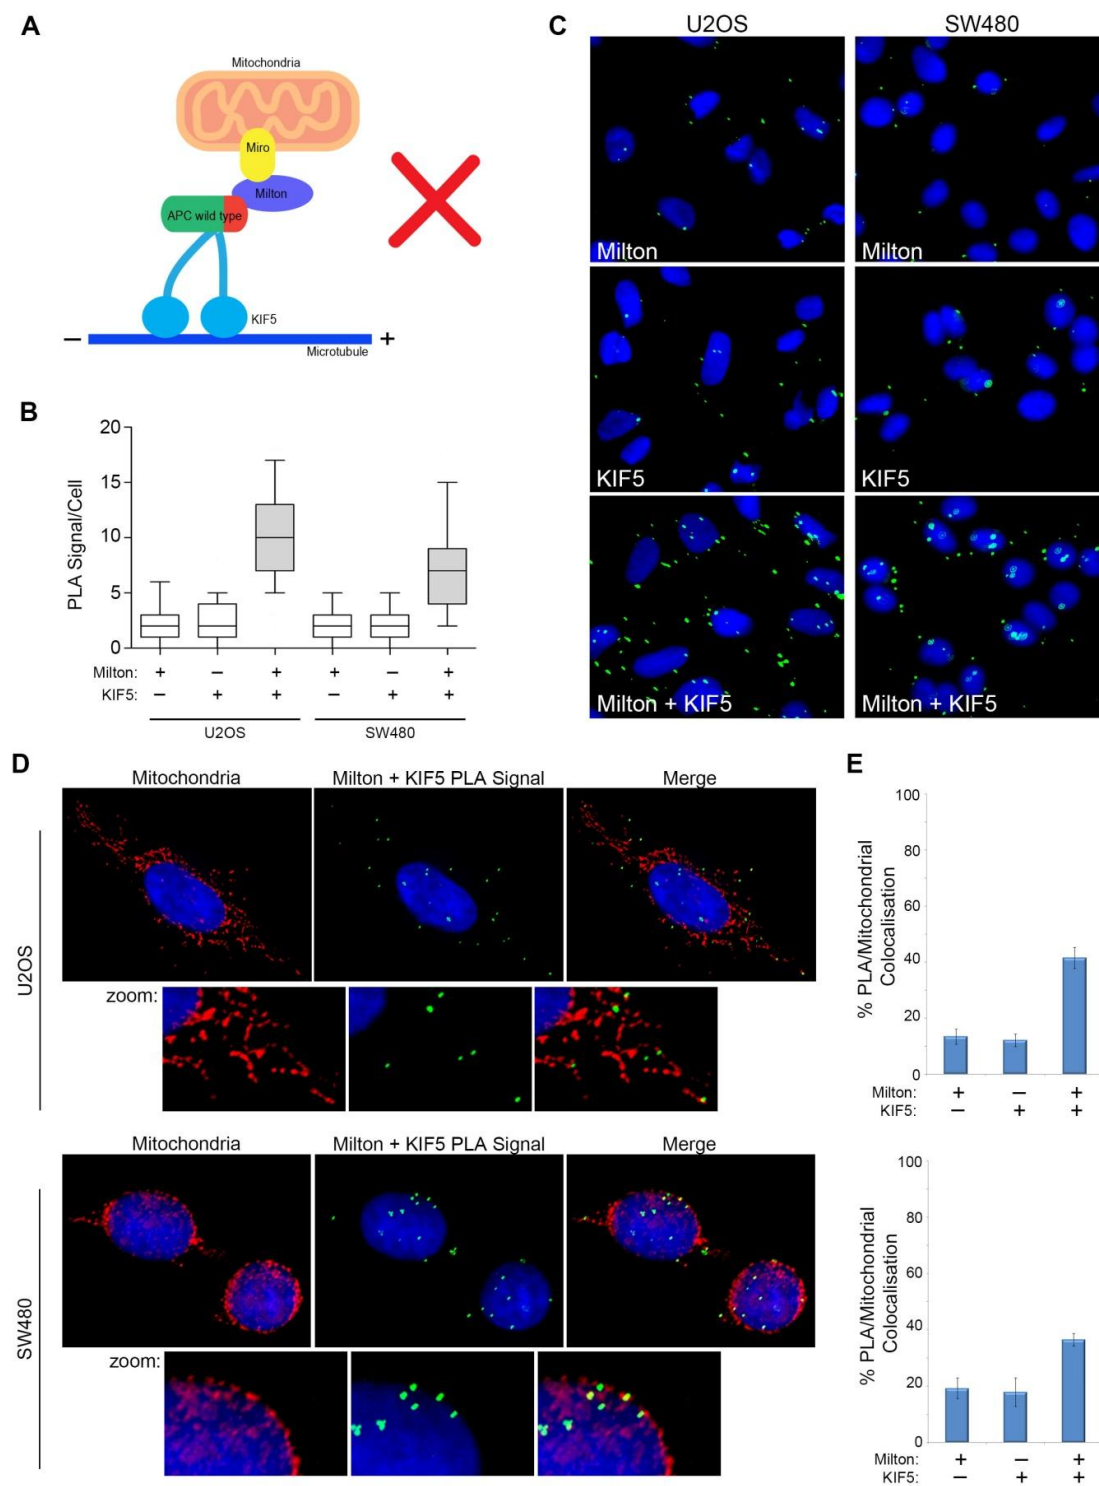 A
Mitochondria
Miro
Milton
APC wild type
KIF5
– +
Microtubule
B
PLA Signal/Cell
20
15
10
5
0
Milton: + – + + – +
KIF5: – + + – + +
U2OS SW480
C
U2OS SW480
Milton Milton
KIF5 KIF5
Milton + KIF5 Milton + KIF5
D
U2OS
Mitochondria Milton + KIF5 PLA Signal Merge
zoom:
SW480
Mitochondria Milton + KIF5 PLA Signal Merge
zoom:
E
% PLA/Mitochondrial
Colocalisation
100
80
60
40
20
0
Milton: + – +
KIF5: – + +
% PLA/Mitochondrial
Colocalisation
100
80
60
40
20
0
Milton: + – +
KIF5: – + +